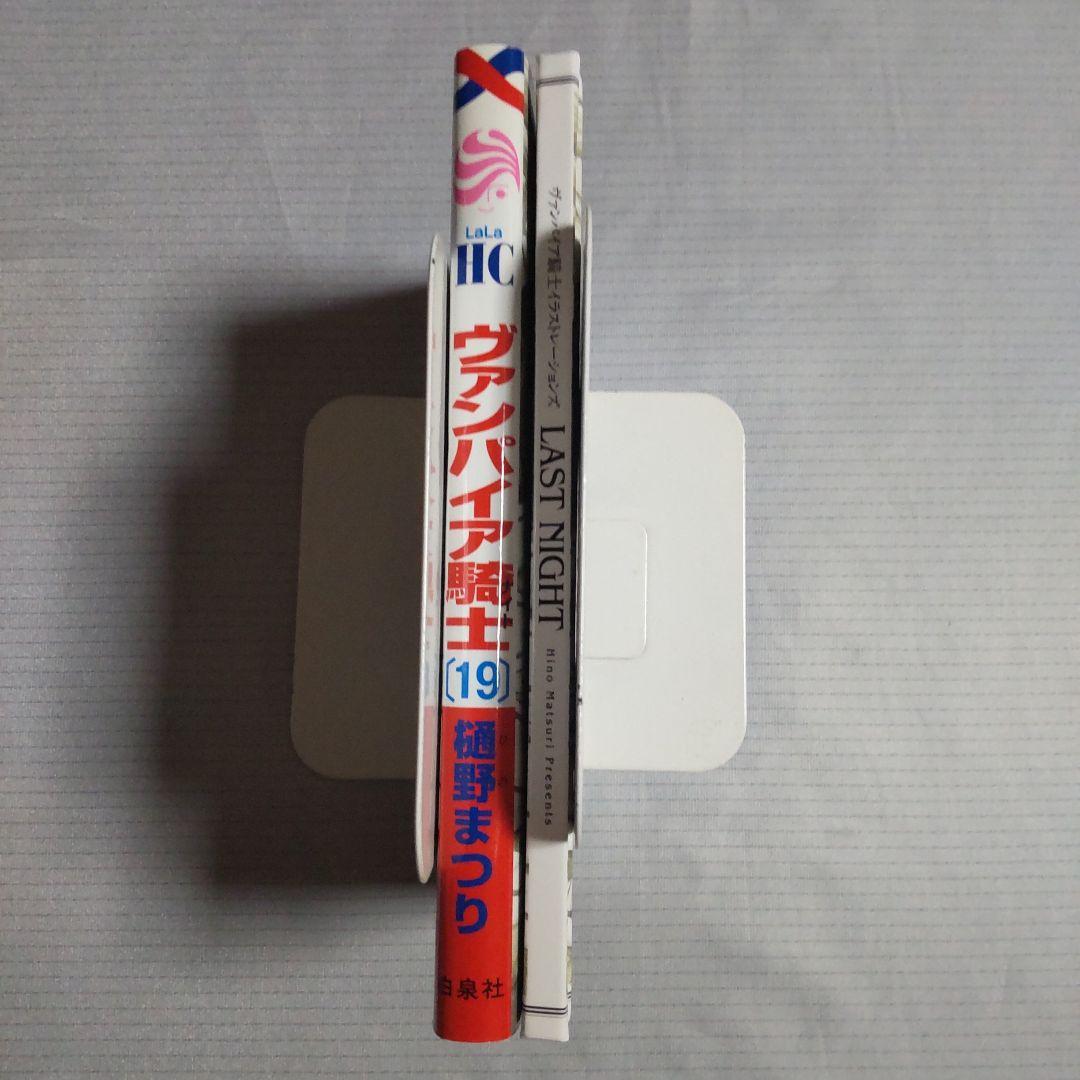 LaLa
HC
ヴァンパイア騎士
〔19〕
樋野まつり
白泉社
ヴァンパイア騎士イラストレーションズ
LAST NIGHT
Hino Matsuri Presents